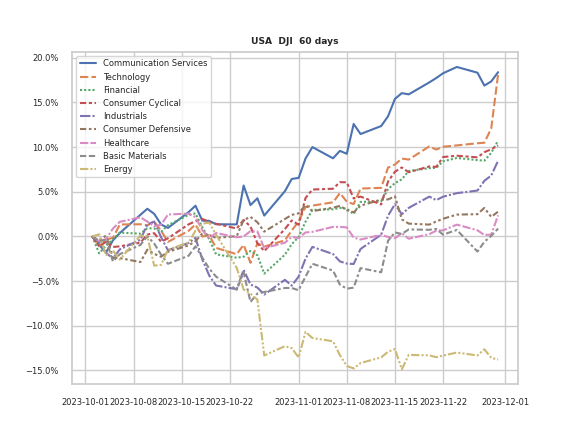 USA DJI 60 days
20.0%
15.0%
10.0%
5.0%
0.0%
−5.0%
−10.0%
−15.0%
Communication Services
Technology
Financial
Consumer Cyclical
Industrials
Consumer Defensive
Healthcare
Basic Materials
Energy
2023-10-01 2023-10-08 2023-10-15 2023-10-22 2023-11-01 2023-11-08 2023-11-15 2023-11-22 2023-12-01